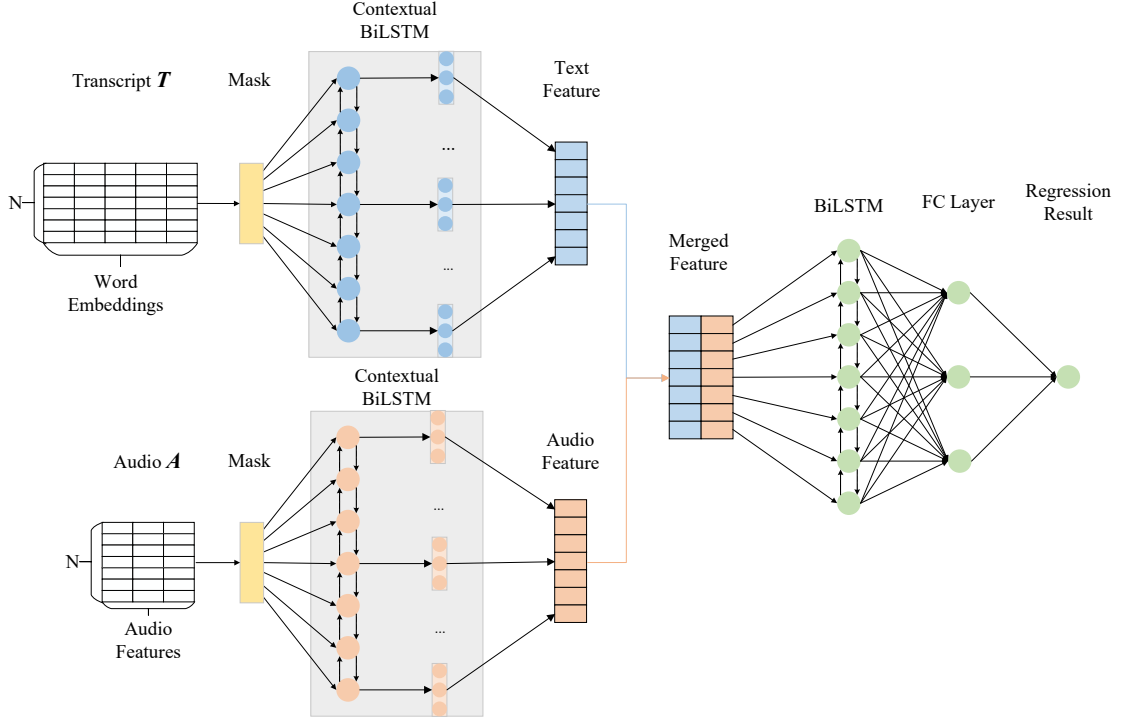 Contextual
BiLSTM
Transcript T
Mask
Text
Feature
...
N
...
Word
Embeddings
Contextual
BiLSTM
Audio A
Mask
Audio
Feature
...
N
...
Audio
Features
Merged
Feature
BiLSTM
FC Layer
Regression
Result